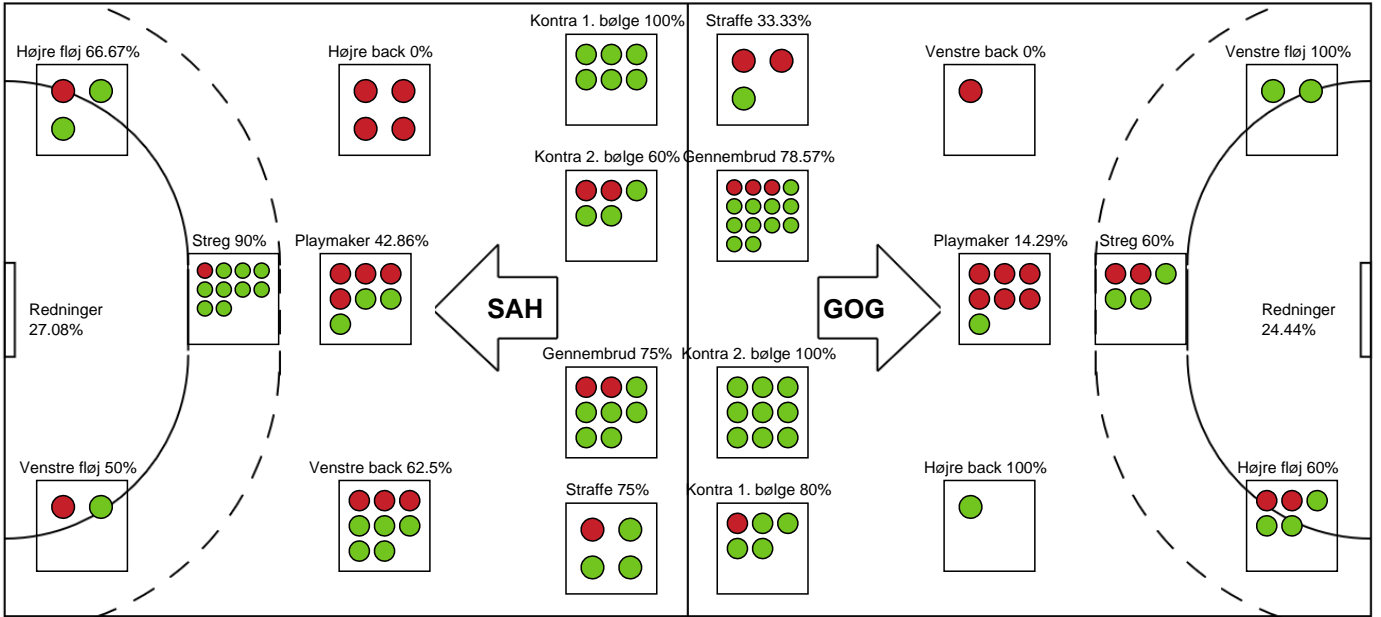 Kontra 1. bølge 100%
Straffe 33.33%
Højre fløj 66.67%
Højre back 0%
Venstre back 0%
Venstre fløj 100%
Kontra 2. bølge 60%
Gennembrud 78.57%
Streg 90%
Playmaker 42.86%
Playmaker 14.29%
Streg 60%
Redninger
27.08%
SAH
GOG
Redninger
24.44%
Gennembrud 75%
Kontra 2. bølge 100%
Venstre fløj 50%
Venstre back 62.5%
Straffe 75%
Kontra 1. bølge 80%
Højre back 100%
Højre fløj 60%